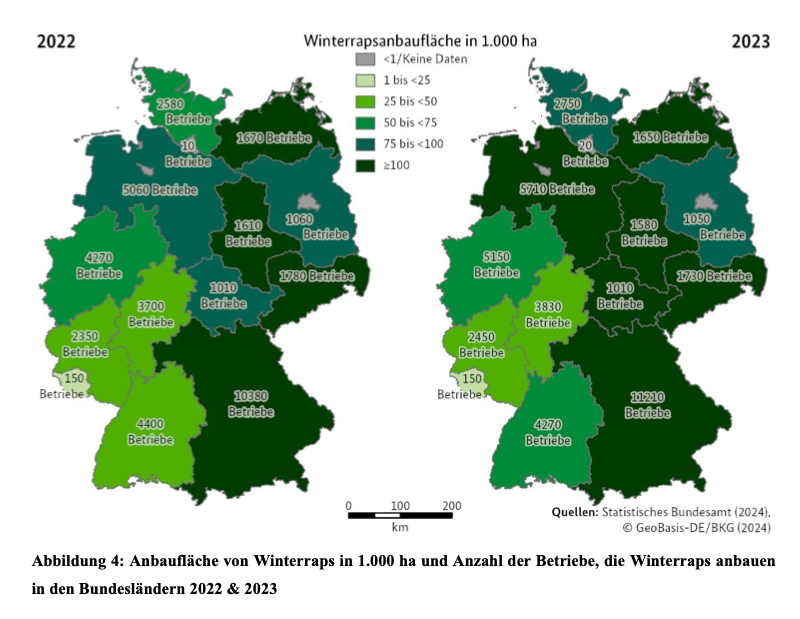 2022
Winterrapsanbaufläche in 1.000 ha
2023
<1/Keine Daten
1 bis <25
25 bis <50
50 bis <75
75 bis <100
≥100
2580
Betriebe
1670 Betriebe
10
Betriebe
5060 Betriebe
1610
Betriebe
1060
Betriebe
4270
Betriebe
1780 Betriebe
1010
Betriebe
3700
Betriebe
2350
Betriebe
150
Betriebe
10380
Betriebe
4400
Betriebe
2750
Betriebe
1650 Betriebe
20
Betriebe
5710 Betriebe
1580
Betriebe
1050
Betriebe
5150
Betriebe
1730 Betriebe
1010
Betriebe
3830
Betriebe
2450
Betriebe
150
Betriebe
11210
Betriebe
4270
Betriebe
0 100 200
km
Quellen: Statistisches Bundesamt (2024),
© GeoBasis-DE/BKG (2024)
Abbildung 4: Anbaufläche von Winterraps in 1.000 ha und Anzahl der Betriebe, die Winterraps anbauen
in den Bundesländern 2022 & 2023